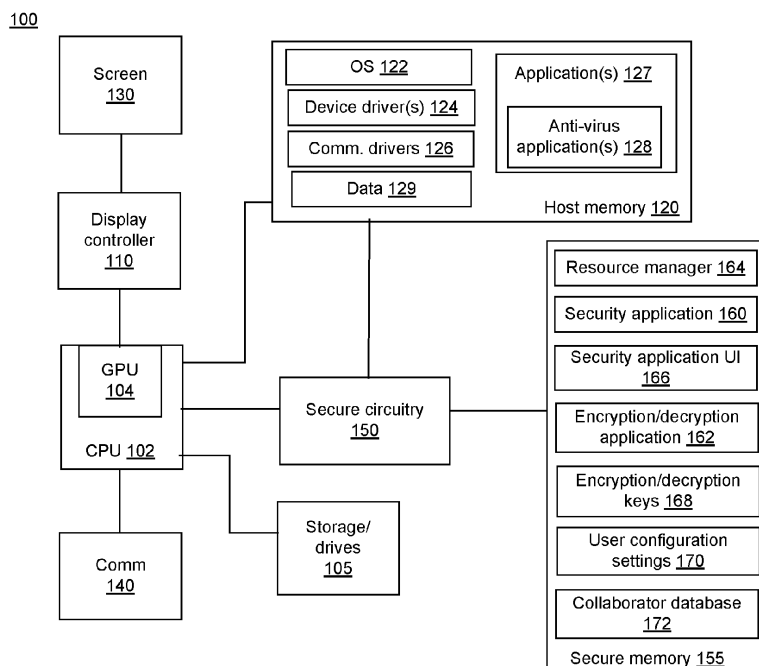 100
Screen
130
Display
controller
110
GPU
104
CPU 102
Comm
140
OS 122
Device driver(s) 124
Comm. drivers 126
Data 129
Application(s) 127
Anti-virus
application(s) 128
Host memory 120
Secure circuitry
150
Storage/
drives
105
Resource manager 164
Security application 160
Security application UI
166
Encryption/decryption
application 162
Encryption/decryption
keys 168
User configuration
settings 170
Collaborator database
172
Secure memory 155